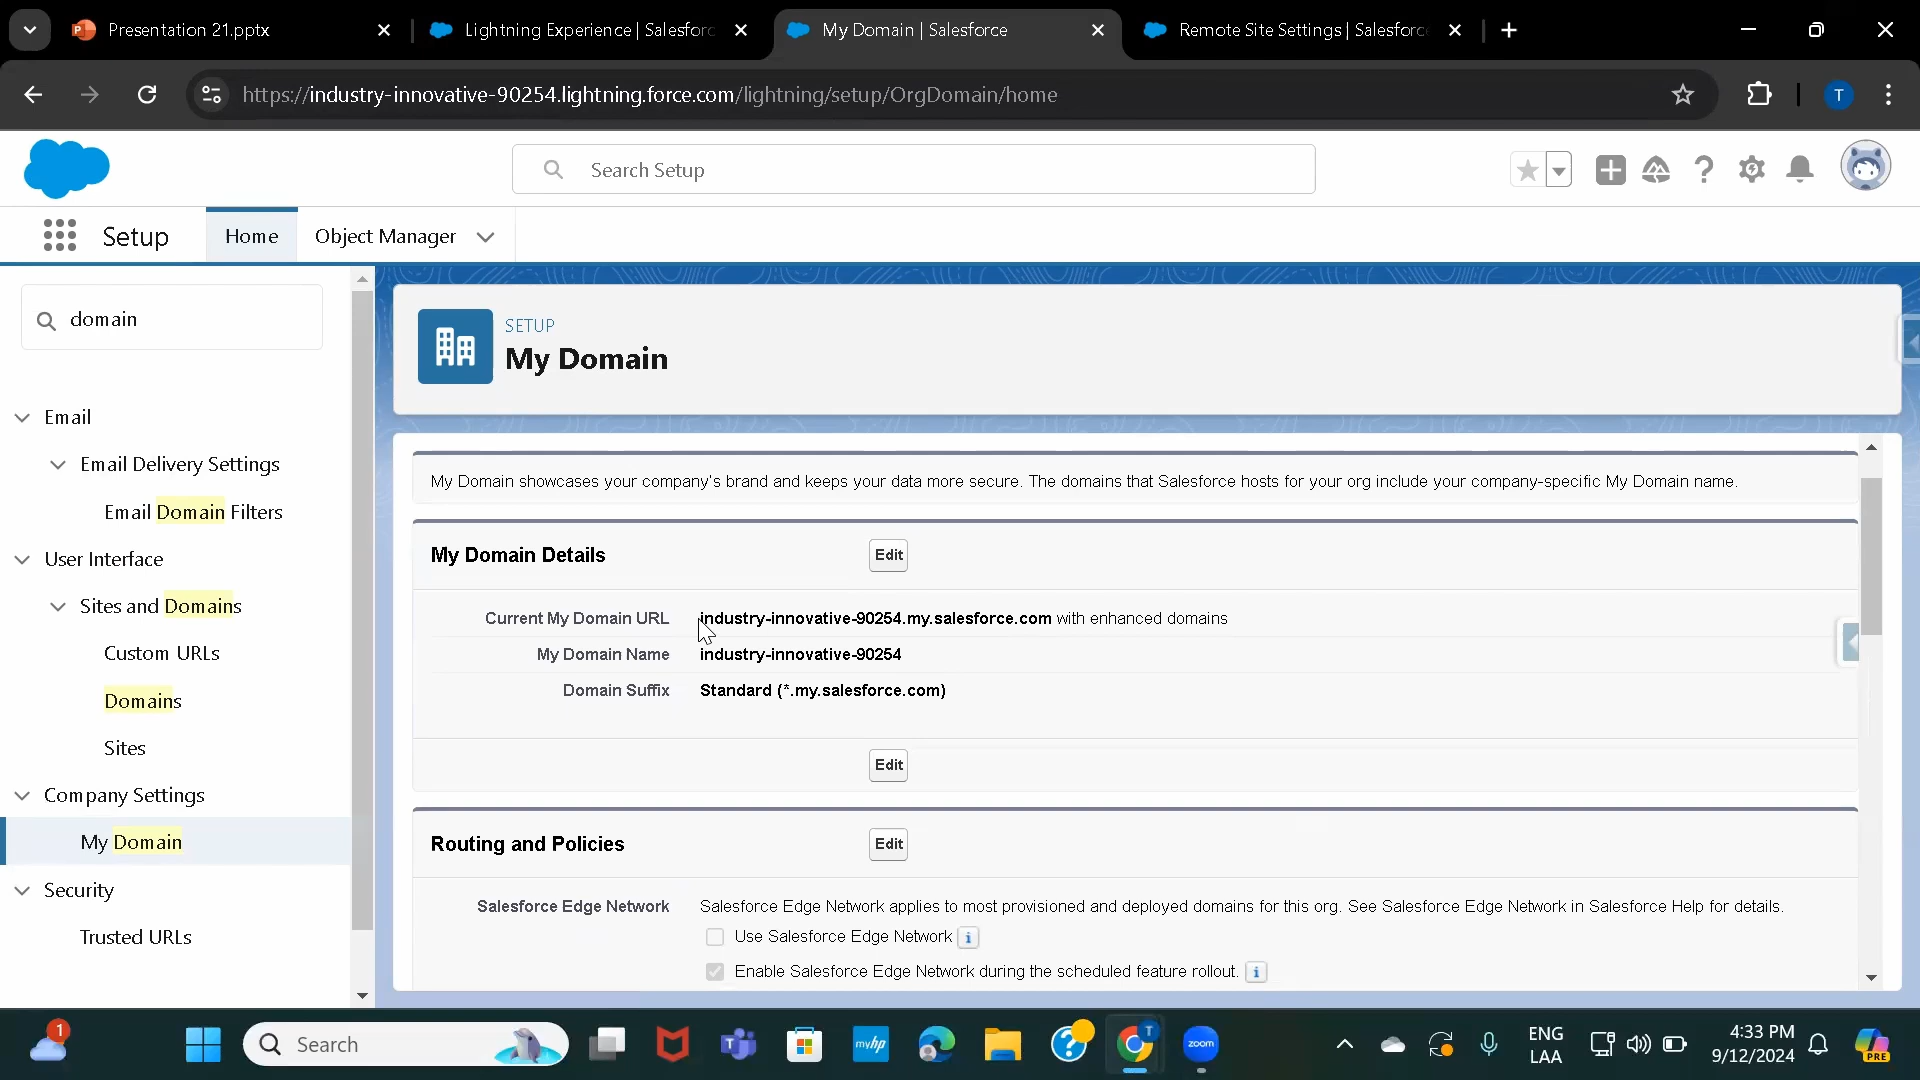 Presentation 21.pptx
Lightning Experience | Salesforc
My Domain | Salesforce
Remote Site Settings | Salesforce
https://industry-innovative-90254.lightning.force.com/lightning/setup/OrgDomain/home
T
Search Setup
Setup
Home
Object Manager
domain
Email
Email Delivery Settings
Email Domain Filters
User Interface
Sites and Domains
Custom URLs
Domains
Sites
Company Settings
My Domain
Security
Trusted URLs
SETUP
My Domain
My Domain showcases your company's brand and keeps your data more secure. The domains that Salesforce hosts for your org include your company-specific My Domain name.
My Domain Details
Edit
Current My Domain URL industry-innovative-90254.my.salesforce.com with enhanced domains
My Domain Name industry-innovative-90254
Domain Suffix Standard (*.my.salesforce.com)
Edit
Routing and Policies
Edit
Salesforce Edge Network Salesforce Edge Network applies to most provisioned and deployed domains for this org. See Salesforce Edge Network in Salesforce Help for details.
Use Salesforce Edge Network
Enable Salesforce Edge Network during the scheduled feature rollout.
1
Search
myhp
T
zoom
ENG
LAA
4:33 PM
9/12/2024
PRE